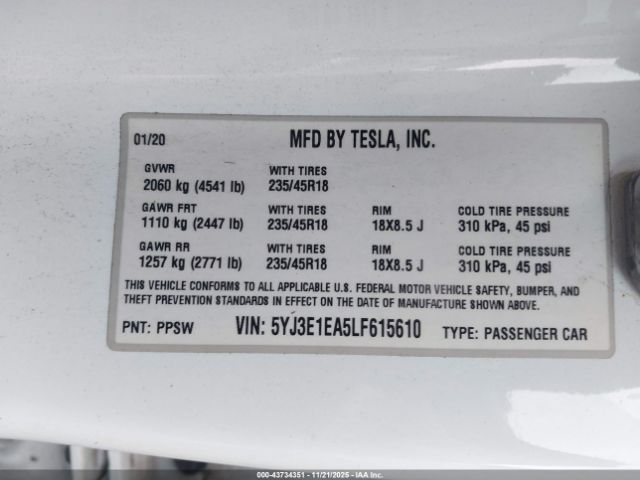 01/20 MFD BY TESLA, INC.
GVWR WITH TIRES
2060 kg (4541 lb) 235/45R18
GAWR FRT WITH TIRES RIM COLD TIRE PRESSURE
1110 kg (2447 lb) 235/45R18 18X8.5 J 310 kPa, 45 psi
GAWR RR WITH TIRES RIM COLD TIRE PRESSURE
1257 kg (2771 lb) 235/45R18 18X8.5 J 310 kPa, 45 psi
THIS VEHICLE CONFORMS TO ALL APPLICABLE U.S. FEDERAL MOTOR VEHICLE SAFETY, BUMPER, AND
THEFT PREVENTION STANDARDS IN EFFECT ON THE DATE OF MANUFACTURE SHOWN ABOVE.
PNT: PPSW VIN: 5YJ3E1EA5LF615610 TYPE: PASSENGER CAR
© COPYRIGHT - 43734351 - 11/21/2025 - IAA. All Rights Reserved.